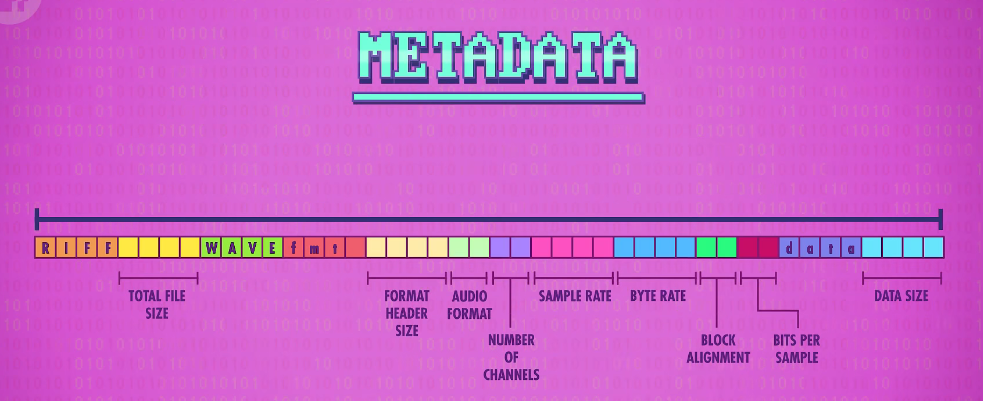 METADATA
RIFF WAVE fmt data
TOTAL FILE
SIZE
FORMAT
HEADER
SIZE
AUDIO
FORMAT
NUMBER
OF
CHANNELS
SAMPLE RATE
BYTE RATE
BLOCK
ALIGNMENT
BITS PER
SAMPLE
DATA SIZE